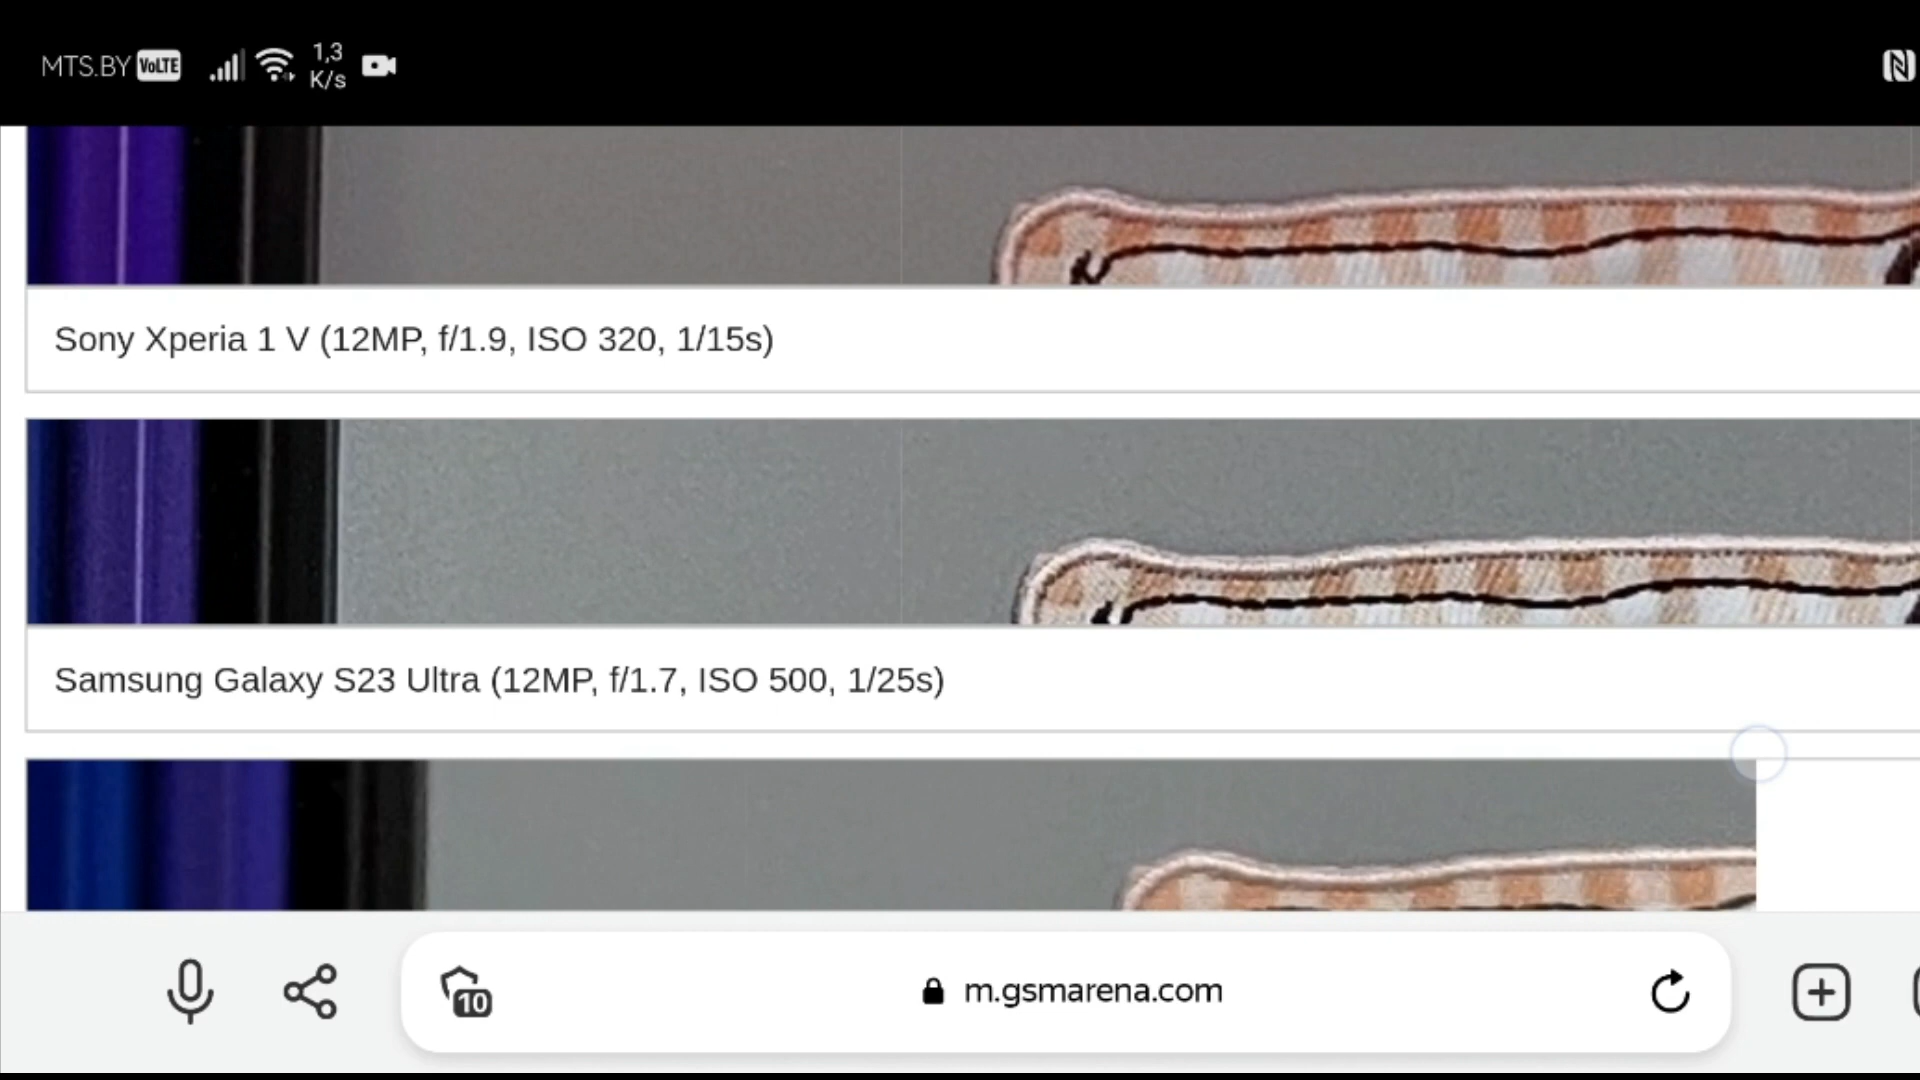 MTS.BY VoLTE 1,3 K/s
Sony Xperia 1 V (12MP, f/1.9, ISO 320, 1/15s)
Samsung Galaxy S23 Ultra (12MP, f/1.7, ISO 500, 1/25s)
10 m.gsmarena.com